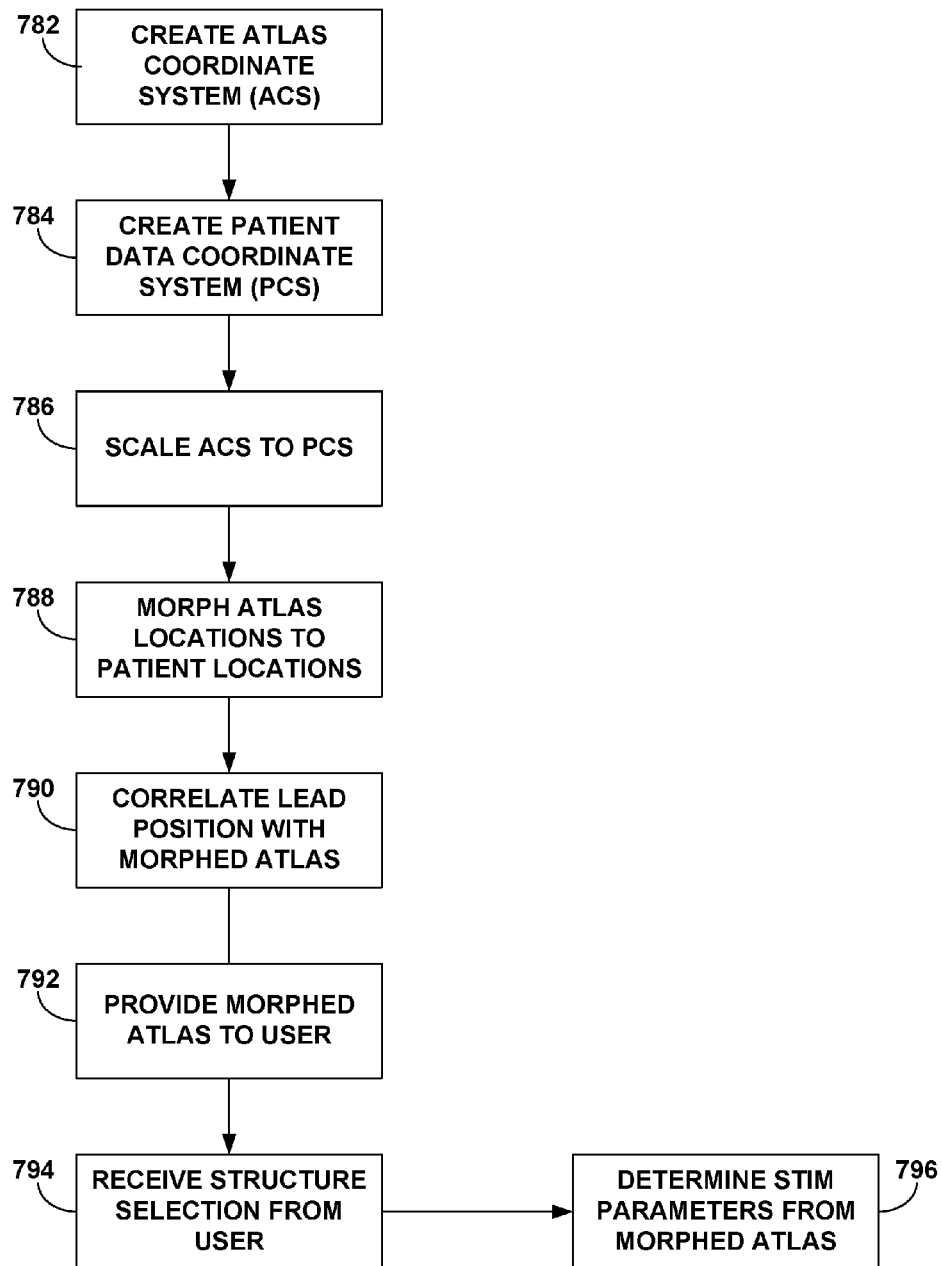 782
CREATE ATLAS
COORDINATE
SYSTEM (ACS)
784
CREATE PATIENT
DATA COORDINATE
SYSTEM (PCS)
786
SCALE ACS TO PCS
788
MORPH ATLAS
LOCATIONS TO
PATIENT LOCATIONS
790
CORRELATE LEAD
POSITION WITH
MORPHED ATLAS
792
PROVIDE MORPHED
ATLAS TO USER
794
RECEIVE STRUCTURE
SELECTION FROM
USER
796
DETERMINE STIM
PARAMETERS FROM
MORPHED ATLAS